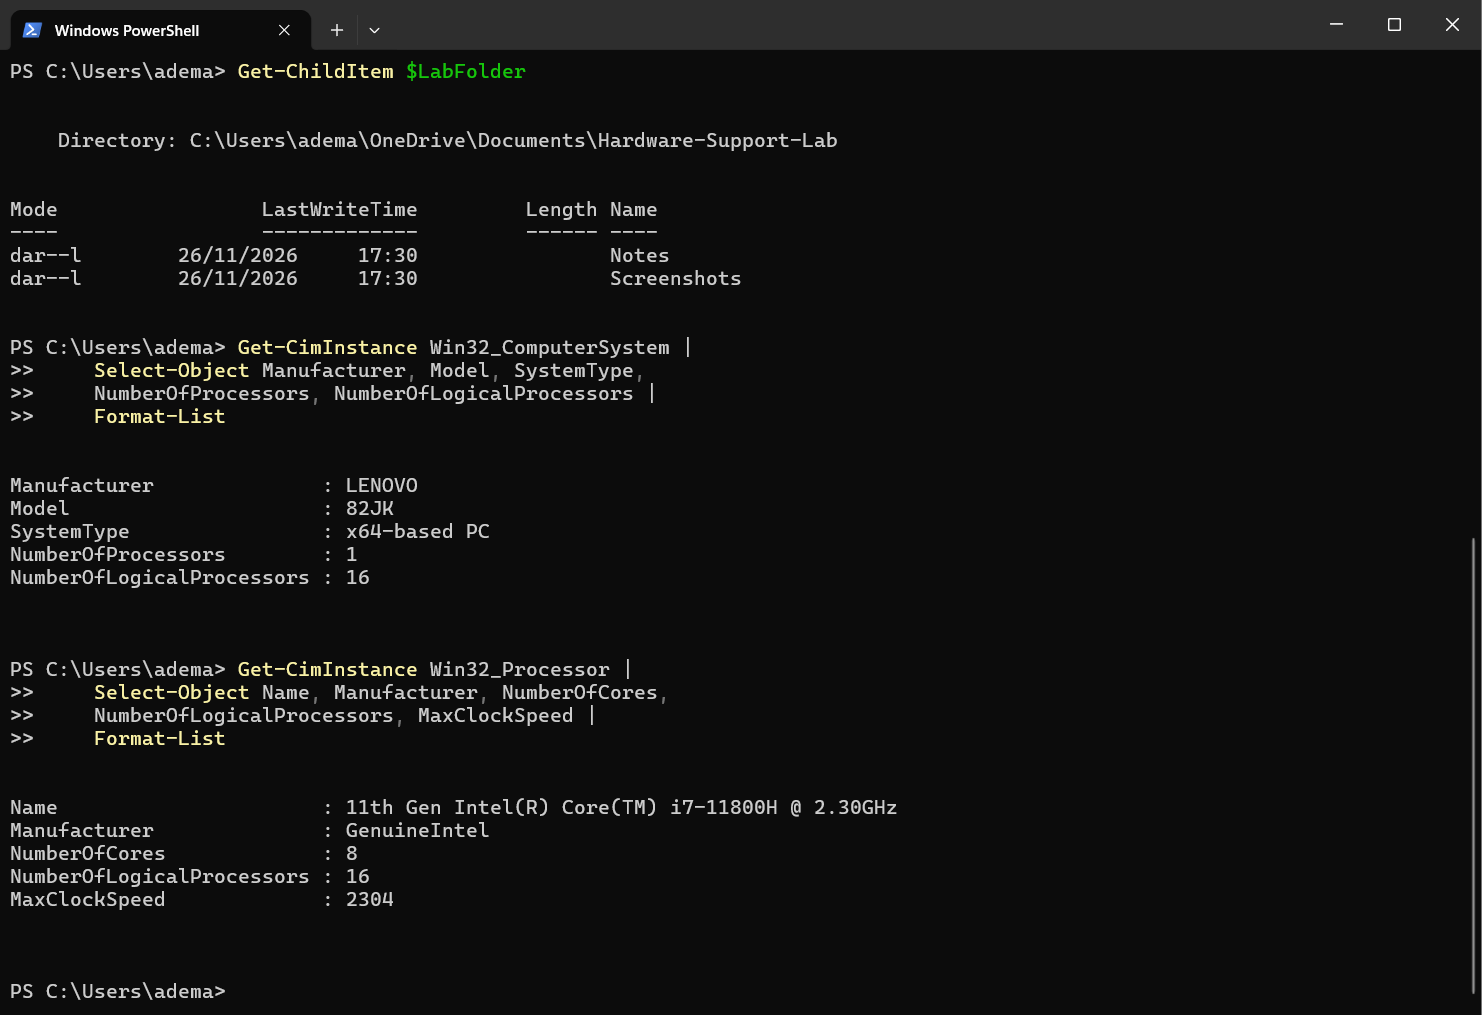 Windows PowerShell
PS C:\Users\adema> Get-ChildItem $LabFolder
Directory: C:\Users\adema\OneDrive\Documents\Hardware-Support-Lab
Mode                 LastWriteTime         Length Name
----                 -------------         ------ ----
dar--l        26/11/2026     17:30                Notes
dar--l        26/11/2026     17:30                Screenshots
PS C:\Users\adema> Get-CimInstance Win32_ComputerSystem |
>>     Select-Object Manufacturer, Model, SystemType,
>>     NumberOfProcessors, NumberOfLogicalProcessors |
>>     Format-List
Manufacturer              : LENOVO
Model                     : 82JK
SystemType                : x64-based PC
NumberOfProcessors        : 1
NumberOfLogicalProcessors : 16
PS C:\Users\adema> Get-CimInstance Win32_Processor |
>>     Select-Object Name, Manufacturer, NumberOfCores,
>>     NumberOfLogicalProcessors, MaxClockSpeed |
>>     Format-List
Name                      : 11th Gen Intel(R) Core(TM) i7-11800H @ 2.30GHz
Manufacturer              : GenuineIntel
NumberOfCores             : 8
NumberOfLogicalProcessors : 16
MaxClockSpeed             : 2304
PS C:\Users\adema>